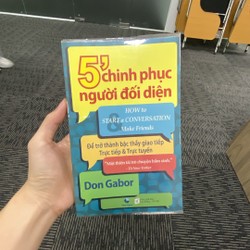 5' chinh phục
người đối diện
HOW to
START a CONVERSATION
& Make Friends
Để trở thành bậc thầy giao tiếp
Trực tiếp & Trực tuyến
Don Gabor